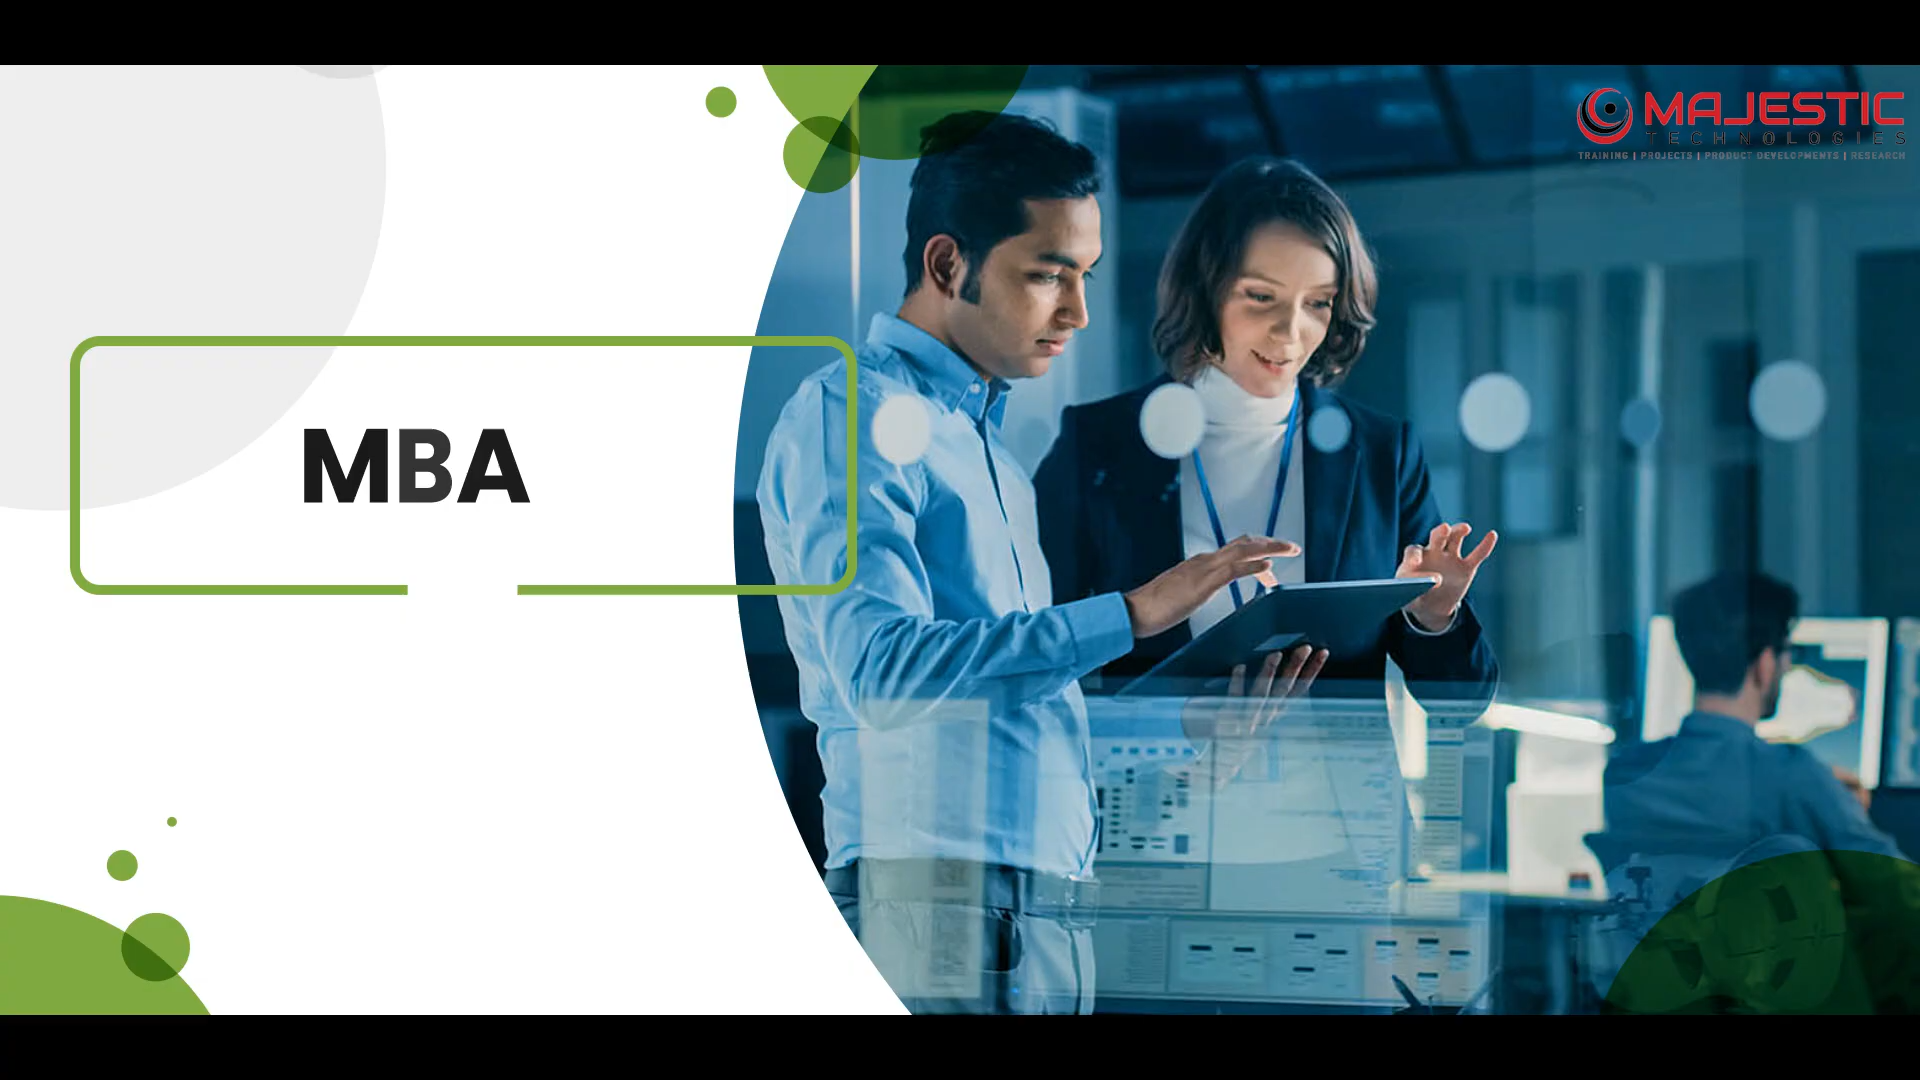 MAJESTIC
TECHNOLOGIES
TRAINING | PROJECTS | PRODUCT DEVELOPMENTS | RESEARCH
MBA